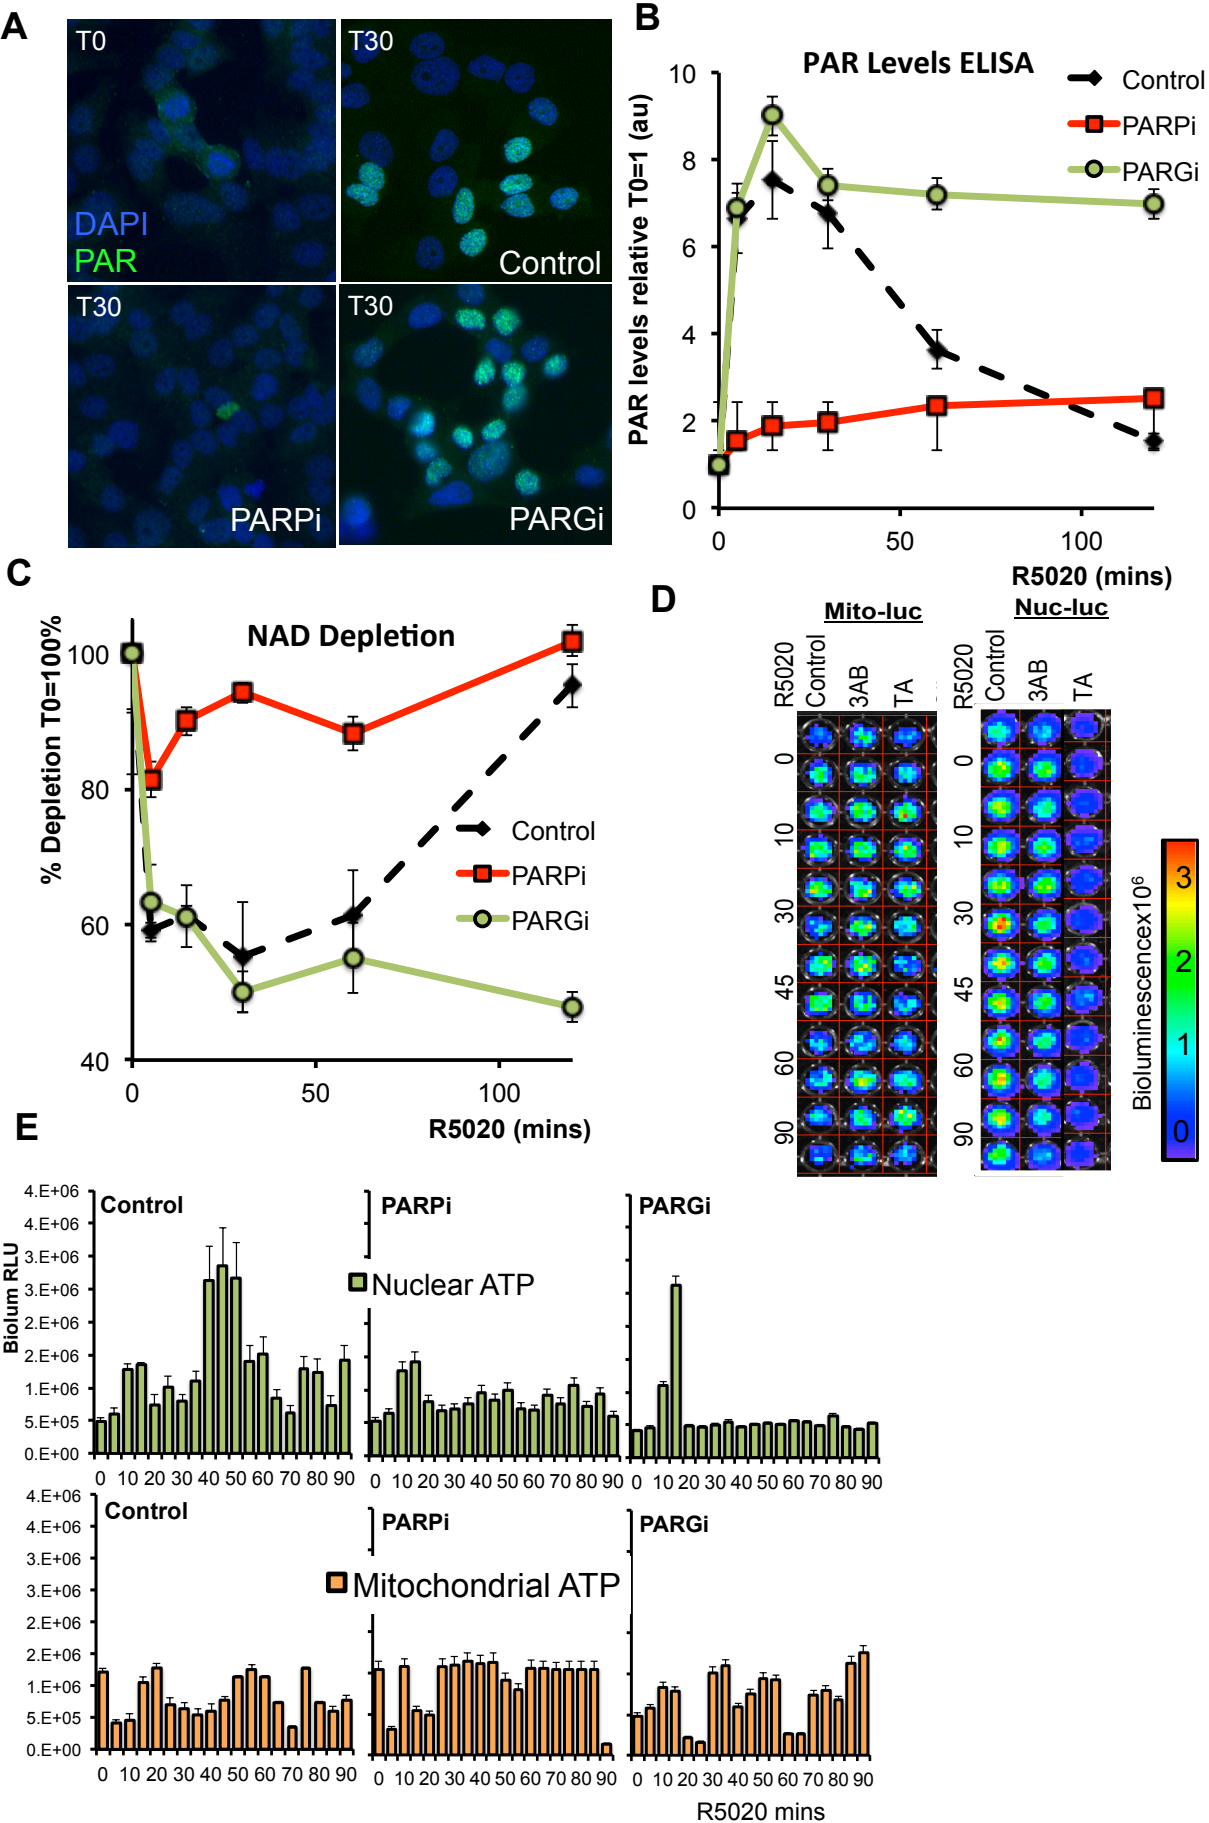 A
T0
DAPI
PAR
T30
Control
T30
PARPi
T30
PARGi
B
PAR Levels ELISA
PAR levels relative T0=1 (au)
10
8
6
4
2
0
0 50 100
R5020 (mins)
Control
PARPi
PARGi
C
NAD Depletion
% Depletion T0=100%
100
80
60
40
0 50 100
R5020 (mins)
Control
PARPi
PARGi
D
Mito-luc
R5020 Control 3AB TA
0
10
30
45
60
90
Nuc-luc
R5020 Control 3AB TA
0
10
30
45
60
90
Bioluminescencex10⁶
3
2
1
0
E
Biolum RLU
4.E+06
4.E+06
3.E+06
3.E+06
2.E+06
2.E+06
1.E+06
5.E+05
0.E+00
Control
0 10 20 30 40 50 60 70 80 90
PARPi
0 10 20 30 40 50 60 70 80 90
PARGi
0 10 20 30 40 50 60 70 80 90
Nuclear ATP
4.E+06
4.E+06
3.E+06
3.E+06
2.E+06
2.E+06
1.E+06
5.E+05
0.E+00
Control
0 10 20 30 40 50 60 70 80 90
PARPi
0 10 20 30 40 50 60 70 80 90
PARGi
0 10 20 30 40 50 60 70 80 90
Mitochondrial ATP
R5020 mins